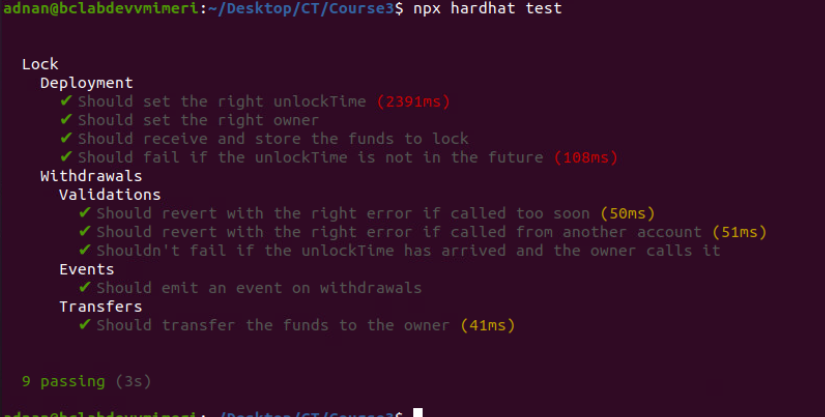 adnan@bclabdevvmimeri:~/Desktop/CT/Course3$ npx hardhat test
Lock
Deployment
✔ Should set the right unlockTime (2391ms)
✔ Should set the right owner
✔ Should receive and store the funds to lock
✔ Should fail if the unlockTime is not in the future (108ms)
Withdrawals
Validations
✔ Should revert with the right error if called too soon (50ms)
✔ Should revert with the right error if called from another account (51ms)
✔ Shouldn't fail if the unlockTime has arrived and the owner calls it
Events
✔ Should emit an event on withdrawals
Transfers
✔ Should transfer the funds to the owner (41ms)
9 passing (3s)
adnan@bclabdevvmimeri:~/Desktop/CT/Course3$